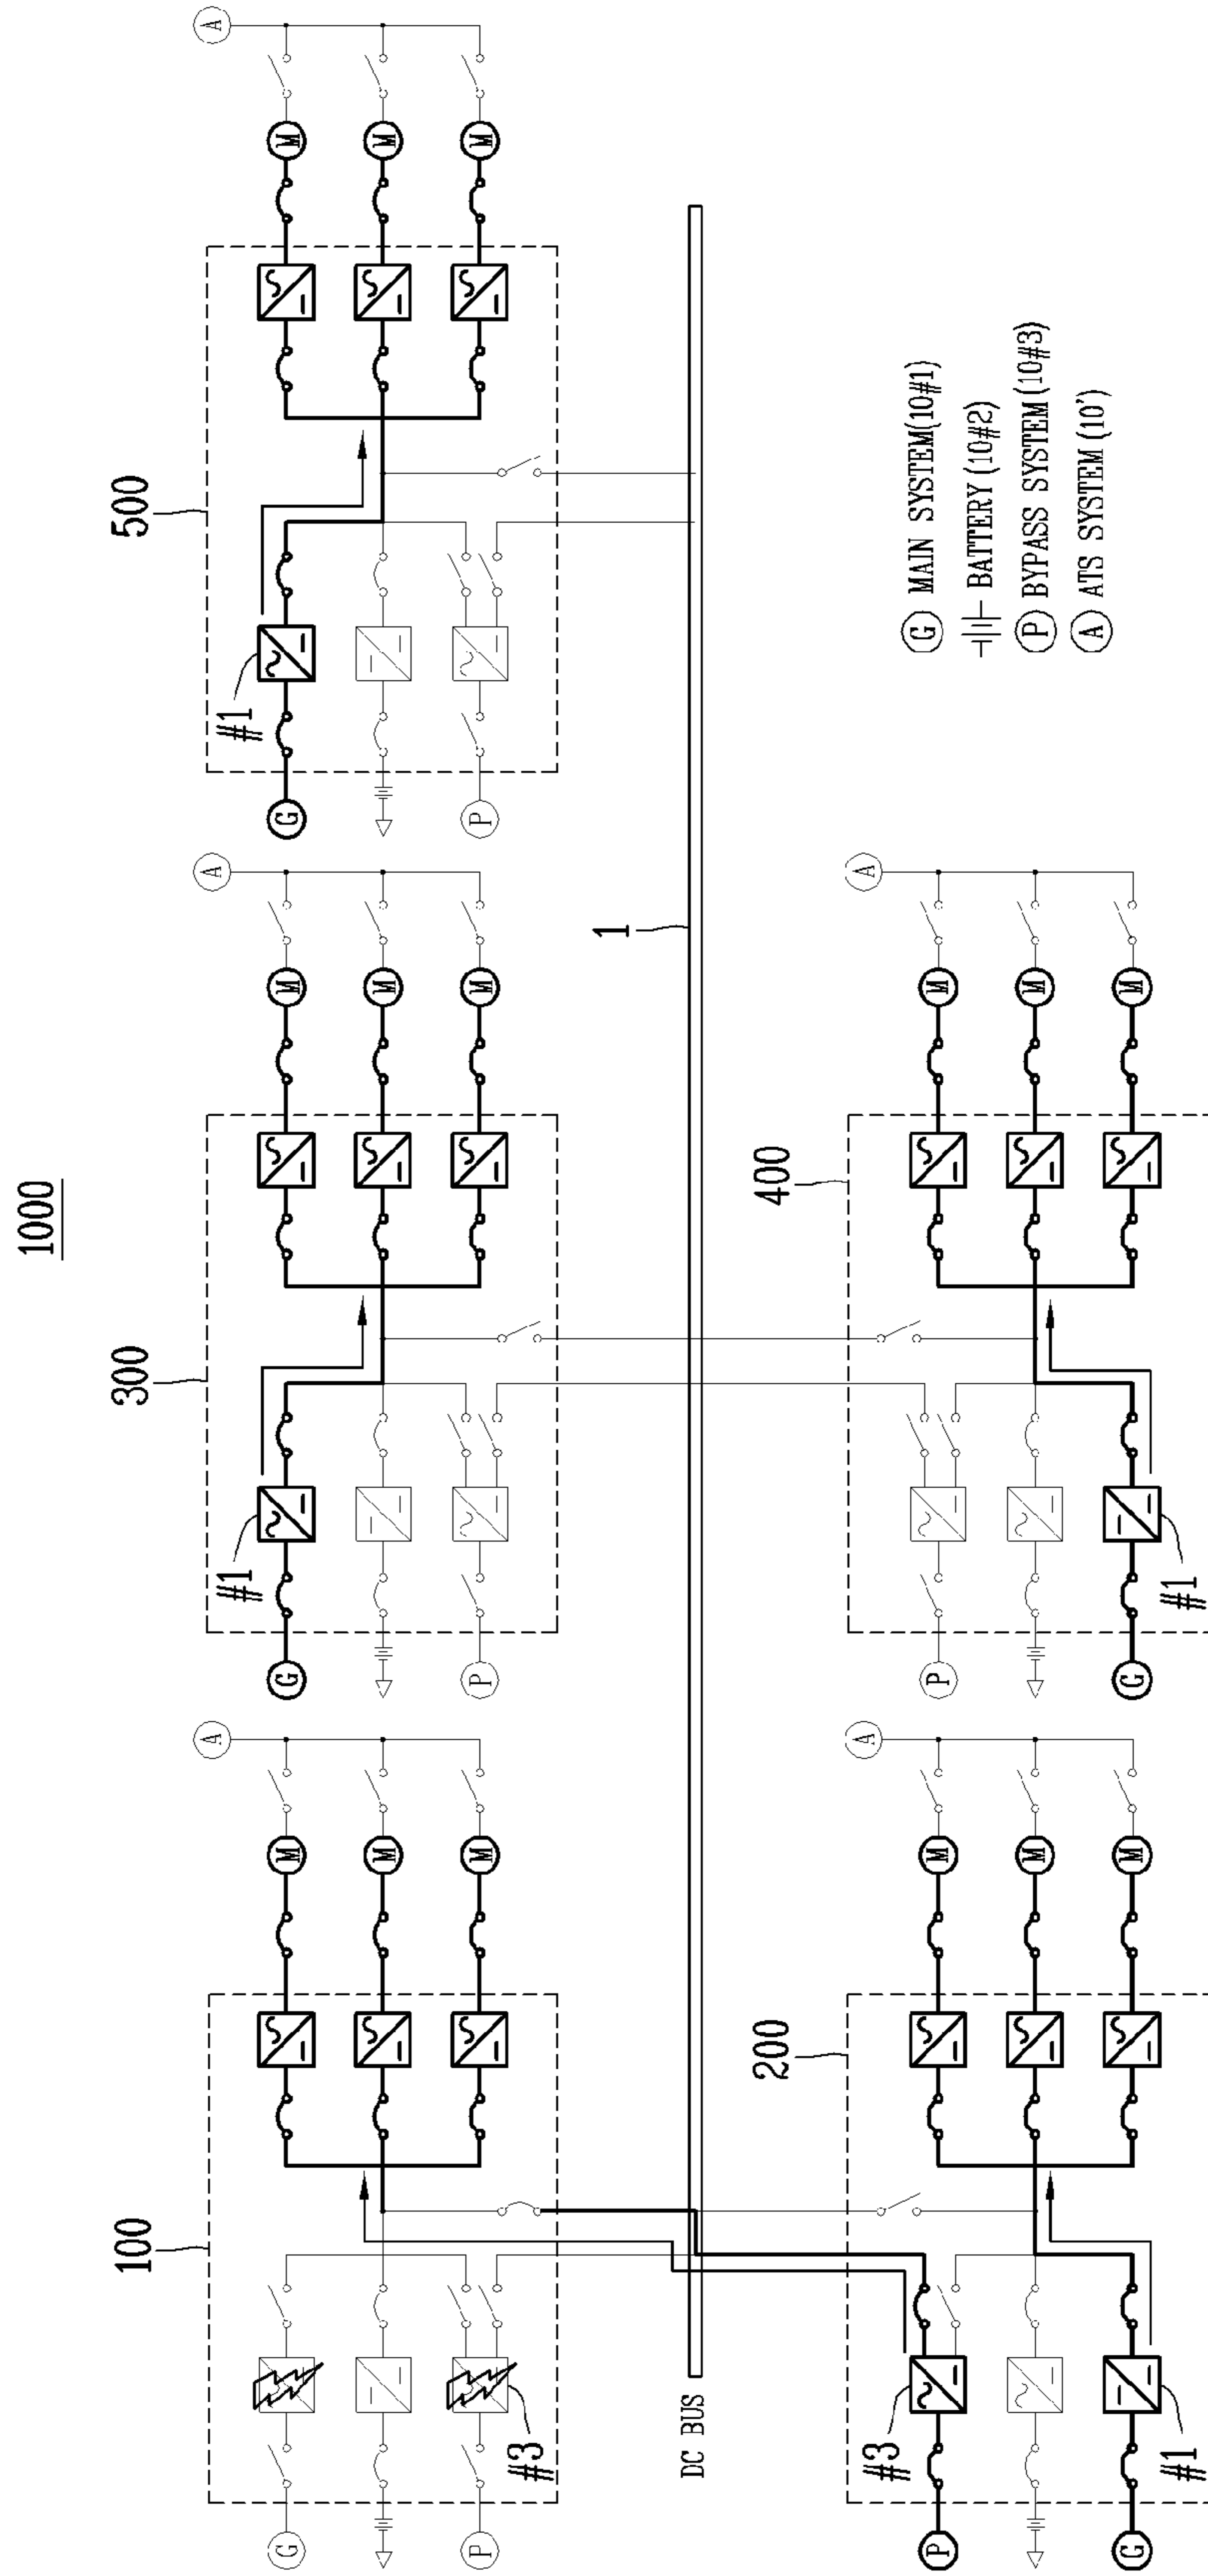 1000
100 300 500
A A A
#1 #1
G M G M G M
M M M
P M P M P M
#3
1
DC BUS
200 400
A A
#3
P M P M
M M
G M G M
#1 #1
G MAIN SYSTEM(10#1)
BATTERY (10#2)
P BYPASS SYSTEM (10#3)
A ATS SYSTEM (10')